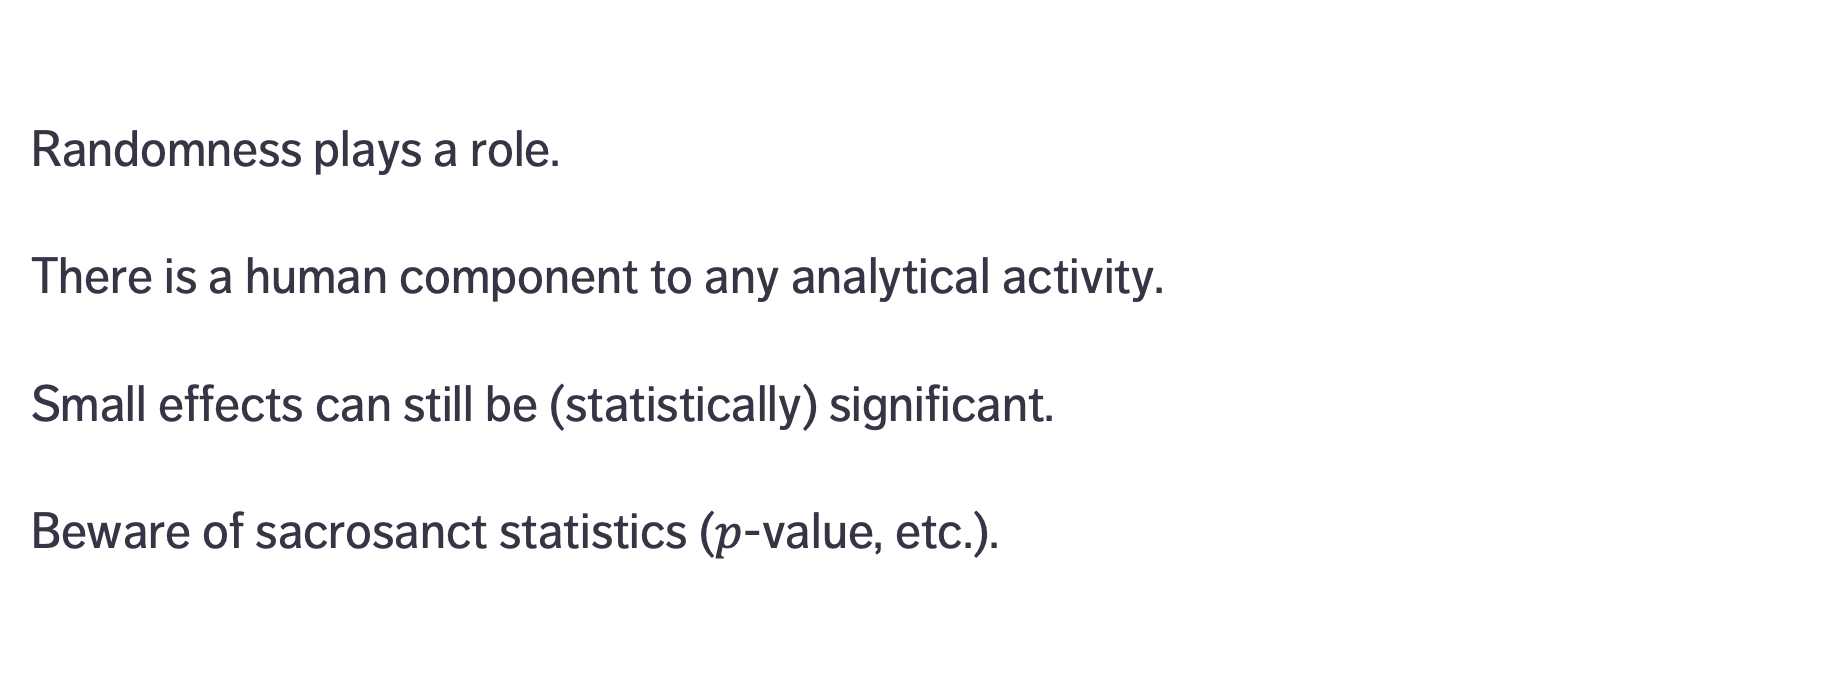 Randomness plays a role.
There is a human component to any analytical activity.
Small effects can still be (statistically) significant.
Beware of sacrosanct statistics (p-value, etc.).